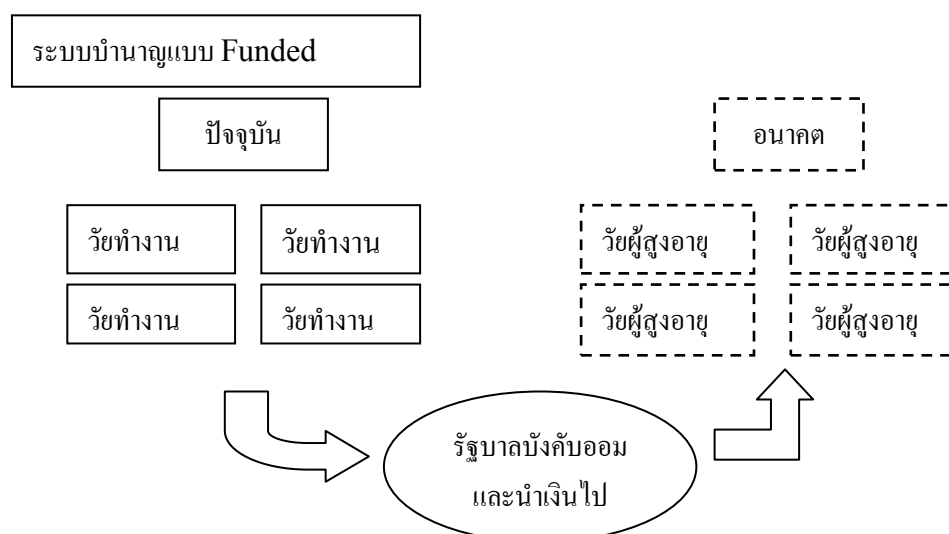 ระบบบำนาญแบบ Funded
ปัจจุบัน
อนาคต
วัยทำงาน วัยทำงาน วัยผู้สูงอายุ วัยผู้สูงอายุ
วัยทำงาน วัยทำงาน วัยผู้สูงอายุ วัยผู้สูงอายุ
รัฐบาลบังคับออม
และนำเงินไป